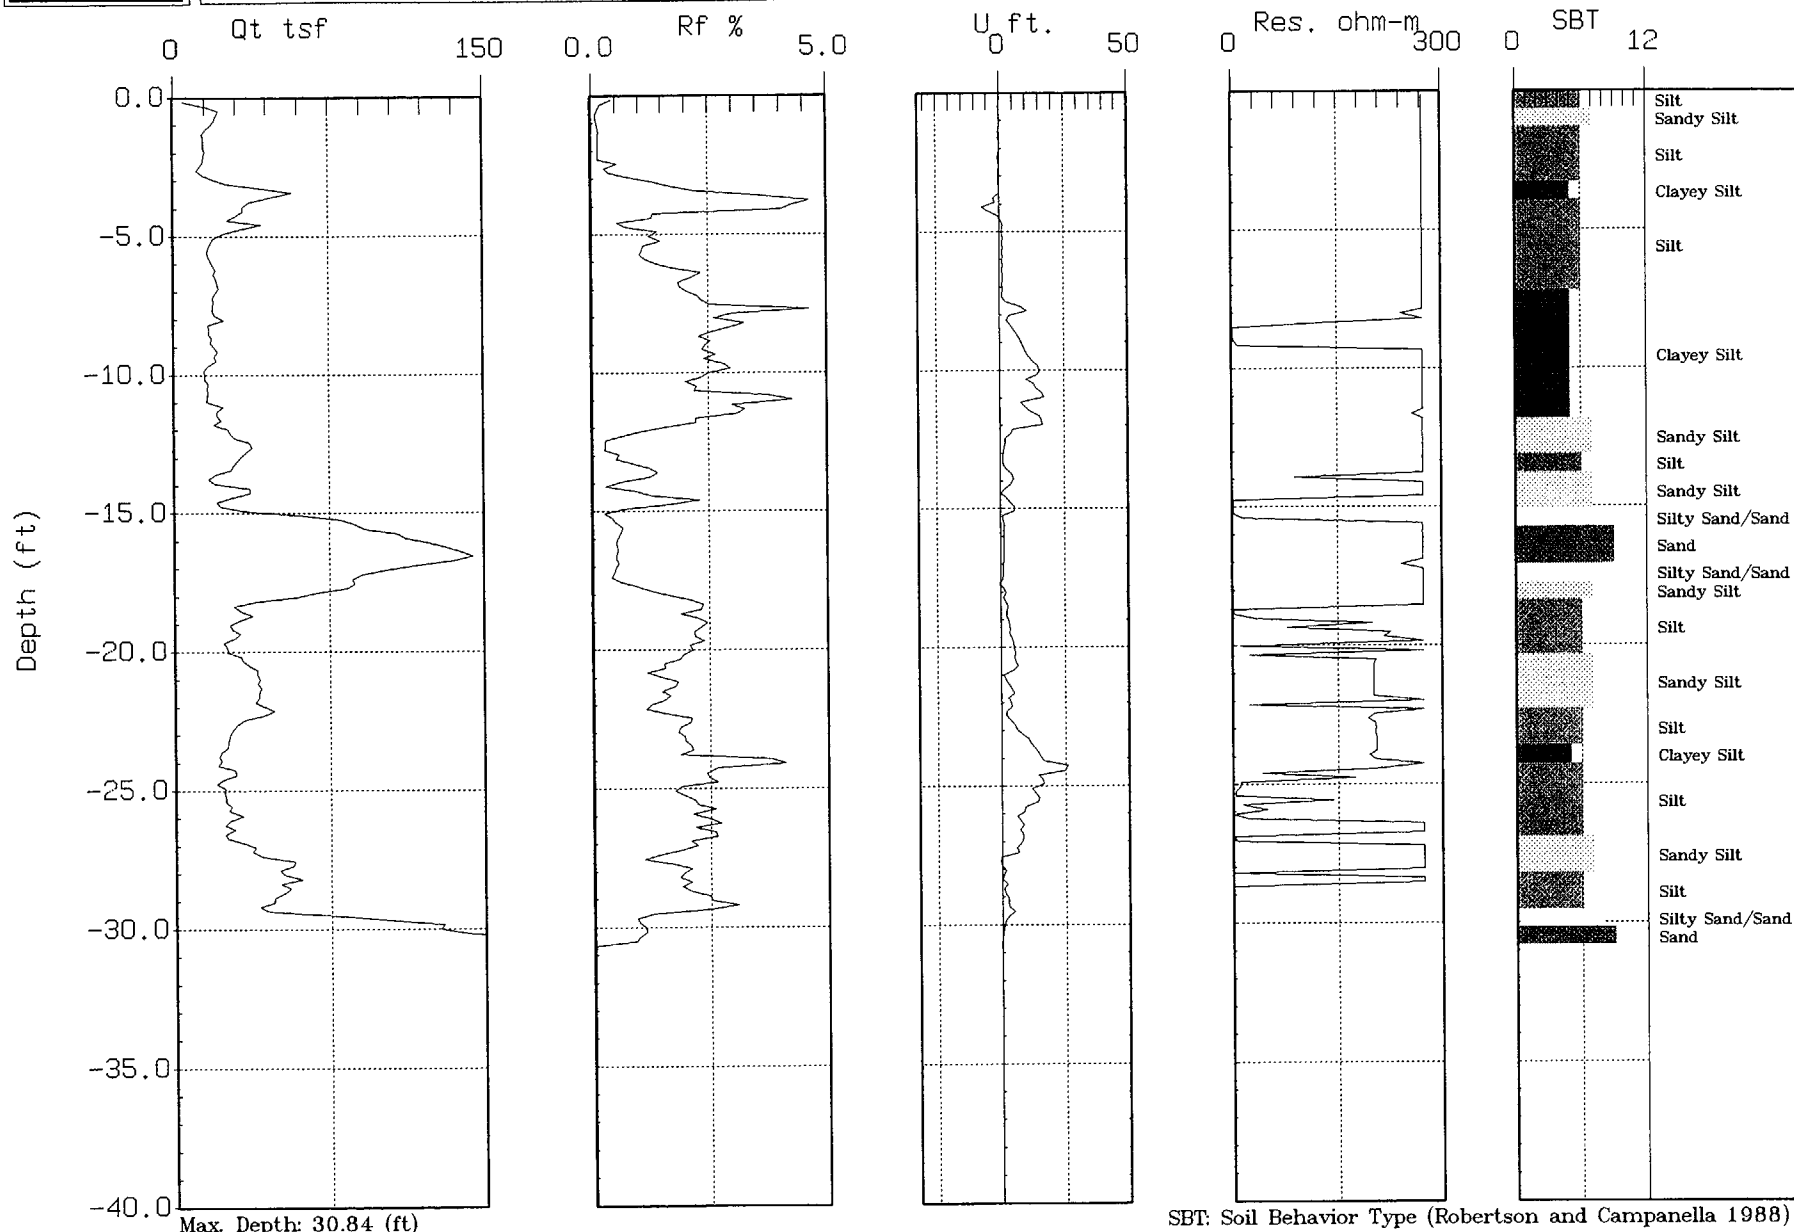 Qt tsf
0 150
Rf %
0.0 5.0
U ft.
0 50
Res. ohm-m
0 300
SBT
0 12
Depth (ft)
0.0
-5.0
-10.0
-15.0
-20.0
-25.0
-30.0
-35.0
-40.0
Silt
Sandy Silt
Silt
Clayey Silt
Silt
Clayey Silt
Sandy Silt
Silt
Sandy Silt
Silty Sand/Sand
Sand
Silty Sand/Sand
Sandy Silt
Silt
Sandy Silt
Silt
Clayey Silt
Silt
Sandy Silt
Silt
Silty Sand/Sand
Sand
Max. Depth: 30.84 (ft)
SBT: Soil Behavior Type (Robertson and Campanella 1988)